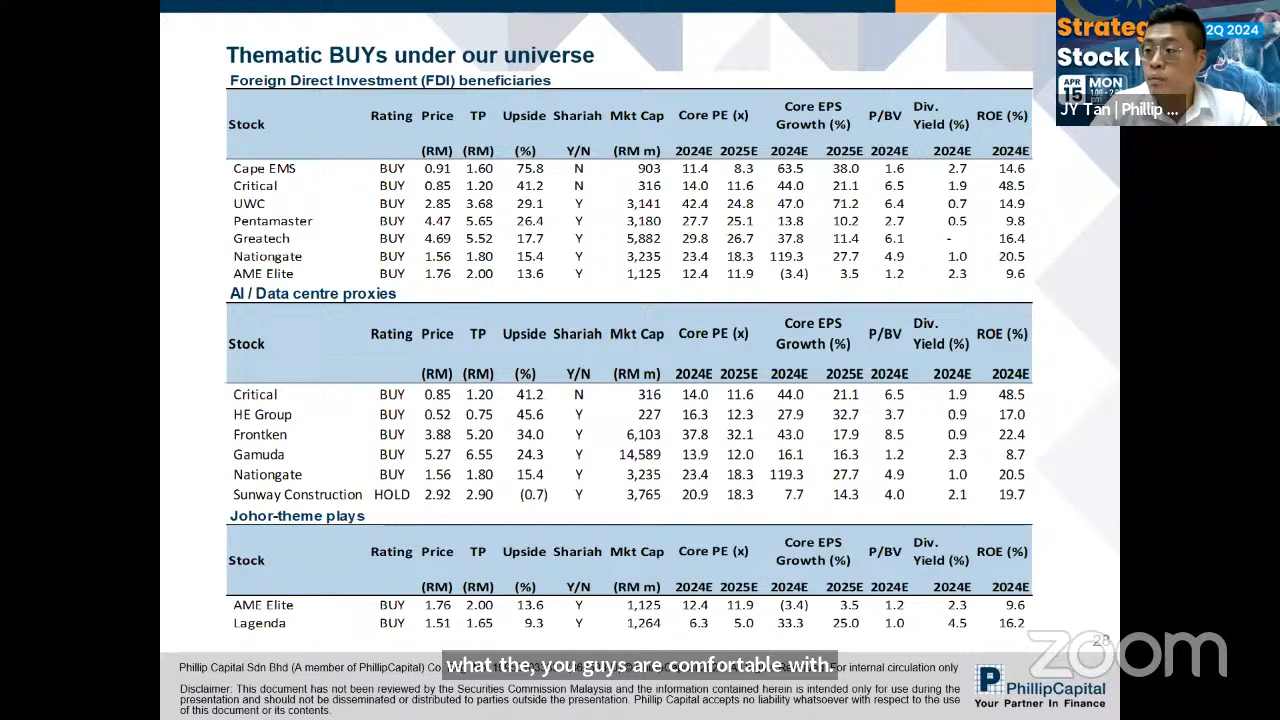 Thematic BUYs under our universe
Foreign Direct Investment (FDI) beneficiaries
Stock Rating Price TP Upside Shariah Mkt Cap Core PE (x) Core EPS Growth (%) P/BV Div. Yield (%) ROE (%)
(RM) (RM) (%) Y/N (RM m) 2024E 2025E 2024E 2025E 2024E 2024E 2024E
Cape EMS BUY 0.91 1.60 75.8 N 903 11.4 8.3 63.5 38.0 1.6 2.7 14.6
Critical BUY 0.85 1.20 41.2 N 316 14.0 11.6 44.0 21.1 6.5 1.9 48.5
UWC BUY 2.85 3.68 29.1 Y 3,141 42.4 24.8 47.0 71.2 6.4 0.7 14.9
Pentamaster BUY 4.47 5.65 26.4 Y 3,180 27.7 25.1 13.8 10.2 2.7 0.5 9.8
Greatech BUY 4.69 5.52 17.7 Y 5,882 29.8 26.7 37.8 11.4 6.1 - 16.4
Nationgate BUY 1.56 1.80 15.4 Y 3,235 23.4 18.3 119.3 27.7 4.9 1.0 20.5
AME Elite BUY 1.76 2.00 13.6 Y 1,125 12.4 11.9 (3.4) 3.5 1.2 2.3 9.6
AI / Data centre proxies
Stock Rating Price TP Upside Shariah Mkt Cap Core PE (x) Core EPS Growth (%) P/BV Div. Yield (%) ROE (%)
(RM) (RM) (%) Y/N (RM m) 2024E 2025E 2024E 2025E 2024E 2024E 2024E
Critical BUY 0.85 1.20 41.2 N 316 14.0 11.6 44.0 21.1 6.5 1.9 48.5
HE Group BUY 0.52 0.75 45.6 Y 227 16.3 12.3 27.9 32.7 3.7 0.9 17.0
Frontken BUY 3.88 5.20 34.0 Y 6,103 37.8 32.1 43.0 17.9 8.5 0.9 22.4
Gamuda BUY 5.27 6.55 24.3 Y 14,589 13.9 12.0 16.1 16.3 1.2 2.3 8.7
Nationgate BUY 1.56 1.80 15.4 Y 3,235 23.4 18.3 119.3 27.7 4.9 1.0 20.5
Sunway Construction HOLD 2.92 2.90 (0.7) Y 3,765 20.9 18.3 7.7 14.3 4.0 2.1 19.7
Johor-theme plays
Stock Rating Price TP Upside Shariah Mkt Cap Core PE (x) Core EPS Growth (%) P/BV Div. Yield (%) ROE (%)
(RM) (RM) (%) Y/N (RM m) 2024E 2025E 2024E 2025E 2024E 2024E 2024E
AME Elite BUY 1.76 2.00 13.6 Y 1,125 12.4 11.9 (3.4) 3.5 1.2 2.3 9.6
Lagenda BUY 1.51 1.65 9.3 Y 1,264 6.3 5.0 33.3 25.0 1.0 4.5 16.2
28
Phillip Capital Sdn Bhd (A member of PhillipCapital) Co.
For internal circulation only
what the, you guys are comfortable with.
Disclaimer: This document has not been reviewed by the Securities Commission Malaysia and the information contained herein is intended only for use during the
presentation and should not be disseminated or distributed to parties outside the presentation. Phillip Capital accepts no liability whatsoever with respect to the use
of this document or its contents.
PhillipCapital
Your Partner In Finance
zoom
Strateg
2Q 2024
Stock
APR
15 MON
JY Tan | Phillip ...